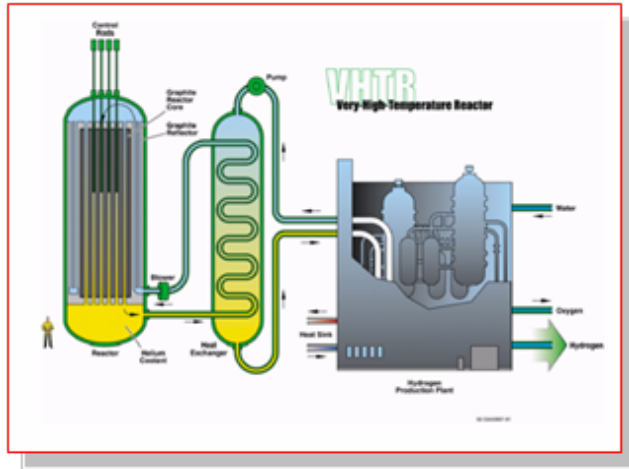 Control
Rods
Graphite
Reactor
Core
Graphite
Reflector
Pump
VHTR
Very-High-Temperature Reactor
Blower
Water
Oxygen
Hydrogen
Heat Sink
Reactor
Helium
Coolant
Heat
Exchanger
Hydrogen
Production Plant